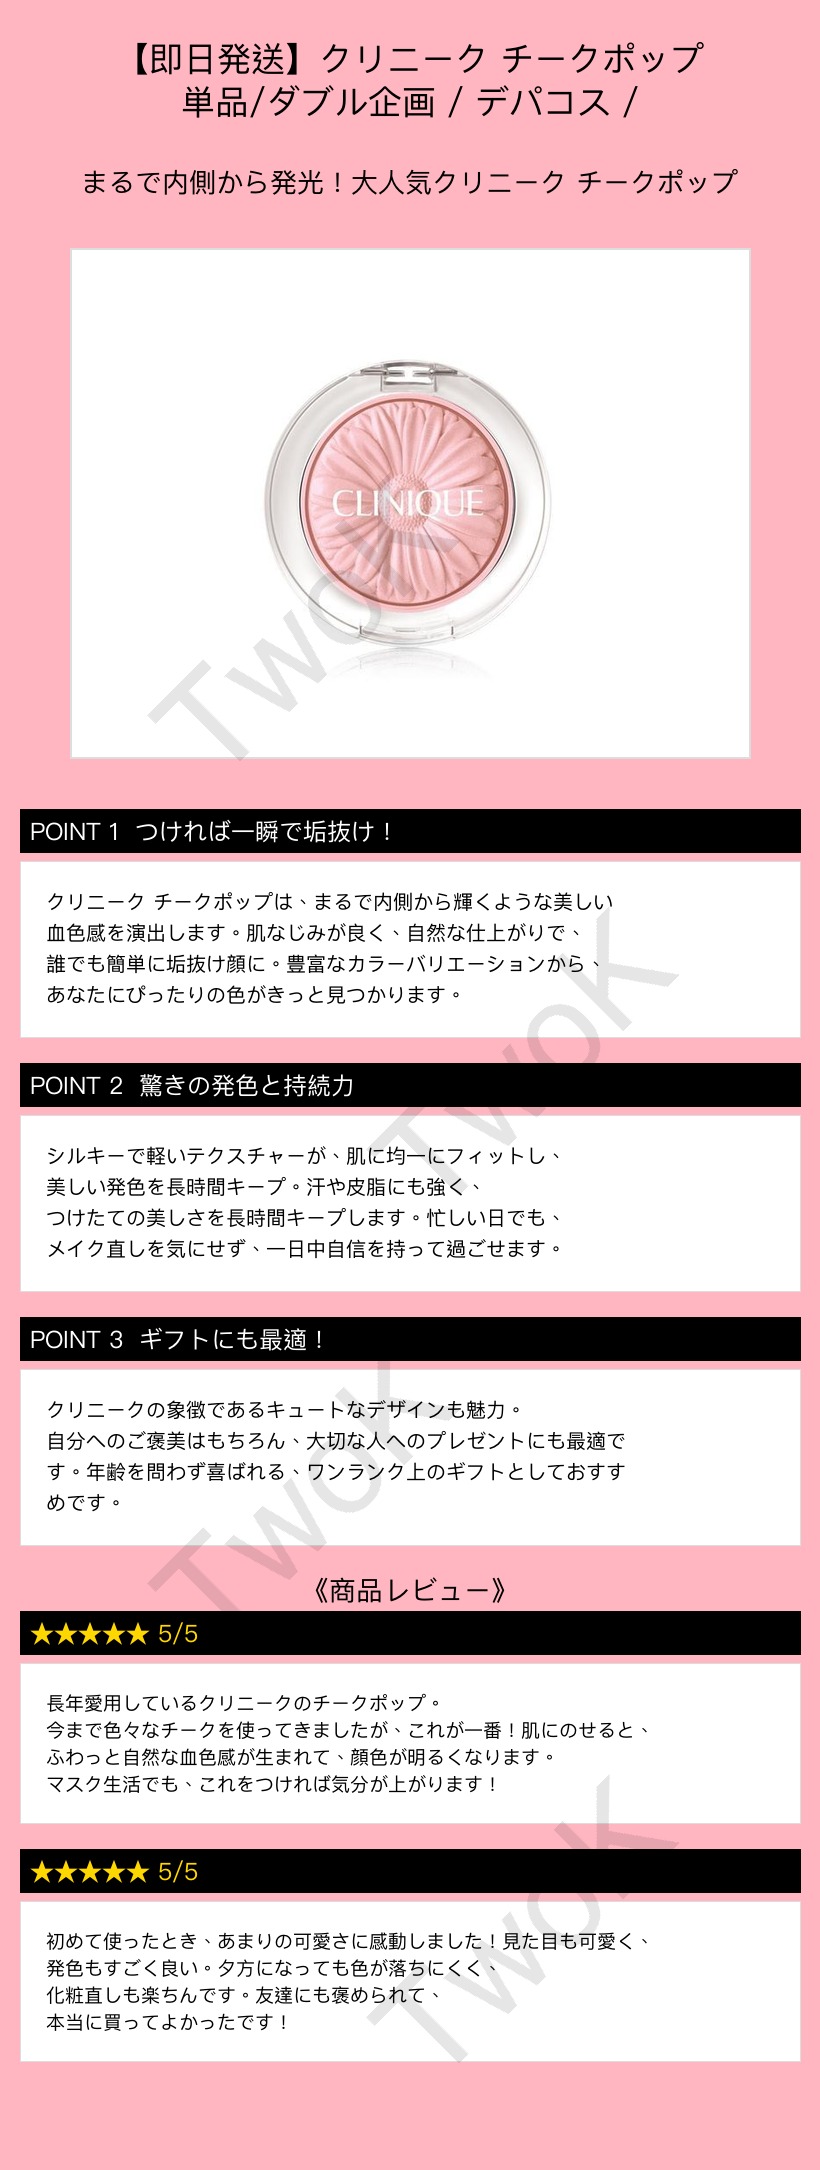 【即日発送】クリニーク チークポップ
単品/ダブル企画 / デパコス /
まるで内側から発光！大人気クリニーク チークポップ
CLINIQUE
TwoK
POINT 1 つければ一瞬で垢抜け！
クリニーク チークポップは、まるで内側から輝くような美しい
血色感を演出します。肌なじみが良く、自然な仕上がりで、
誰でも簡単に垢抜け顔に。豊富なカラーバリエーションから、
あなたにぴったりの色がきっと見つかります。
TwoK
POINT 2 驚きの発色と持続力
シルキーで軽いテクスチャーが、肌に均一にフィットし、
美しい発色を長時間キープ。汗や皮脂にも強く、
つけたての美しさを長時間キープします。忙しい日でも、
メイク直しを気にせず、一日中自信を持って過ごせます。
POINT 3 ギフトにも最適！
クリニークの象徴であるキュートなデザインも魅力。
自分へのご褒美はもちろん、大切な人へのプレゼントにも最適で
す。年齢を問わず喜ばれる、ワンランク上のギフトとしておすす
めです。
TwoK
《商品レビュー》
★★★★★ 5/5
長年愛用しているクリニークのチークポップ。
今まで色々なチークを使ってきましたが、これが一番！肌にのせると、
ふわっと自然な血色感が生まれて、顔色が明るくなります。
マスク生活でも、これをつければ気分が上がります！
★★★★★ 5/5
TwoK
初めて使ったとき、あまりの可愛さに感動しました！見た目も可愛く、
発色もすごく良い。夕方になっても色が落ちにくく、
化粧直しも楽ちんです。友達にも褒められて、
本当に買ってよかったです！